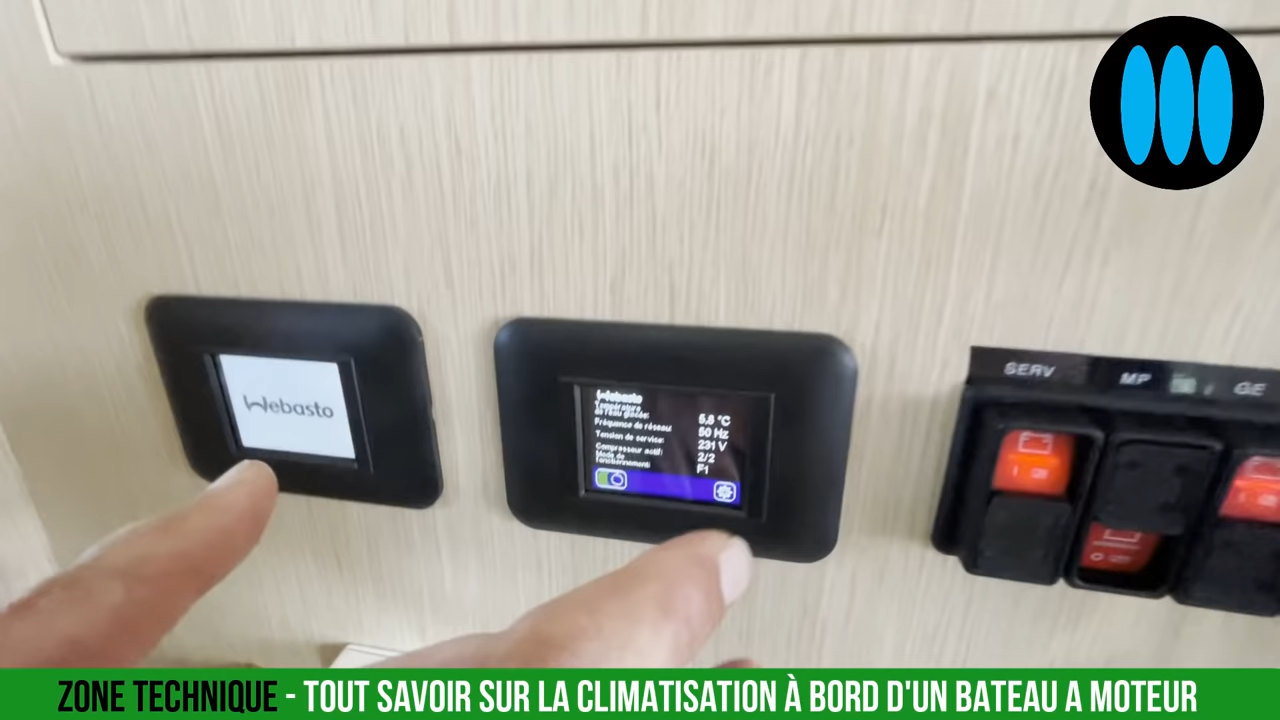 Webasto
Webasto
Température
de l'eau glacée: 5,8 °C
Fréquence de réseau: 50 Hz
Tension de service: 231 V
Compresseur actif: 2/2
Mode de
fonctionnement: F1
SERV
MP
GE
ZONE TECHNIQUE - TOUT SAVOIR SUR LA CLIMATISATION À BORD D'UN BATEAU A MOTEUR